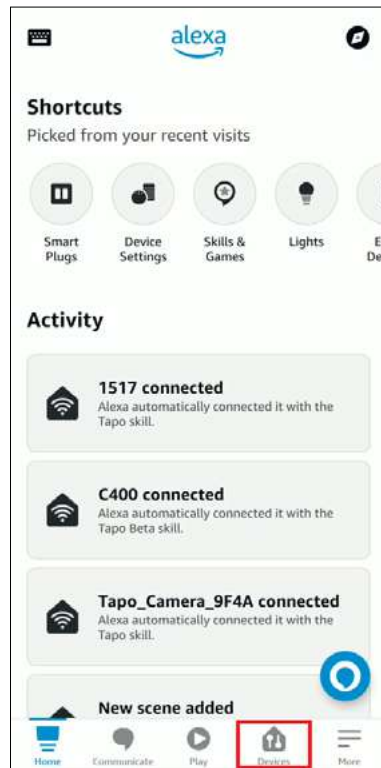 alexa
Shortcuts
Picked from your recent visits
Smart
Plugs
Device
Settings
Skills &
Games
Lights
E
De
Activity
1517 connected
Alexa automatically connected it with the
Tapo skill.
C400 connected
Alexa automatically connected it with the
Tapo Beta skill.
Tapo_Camera_9F4A connected
Alexa automatically connected it with the
Tapo skill.
New scene added
Home
Communicate
Play
Devices
More